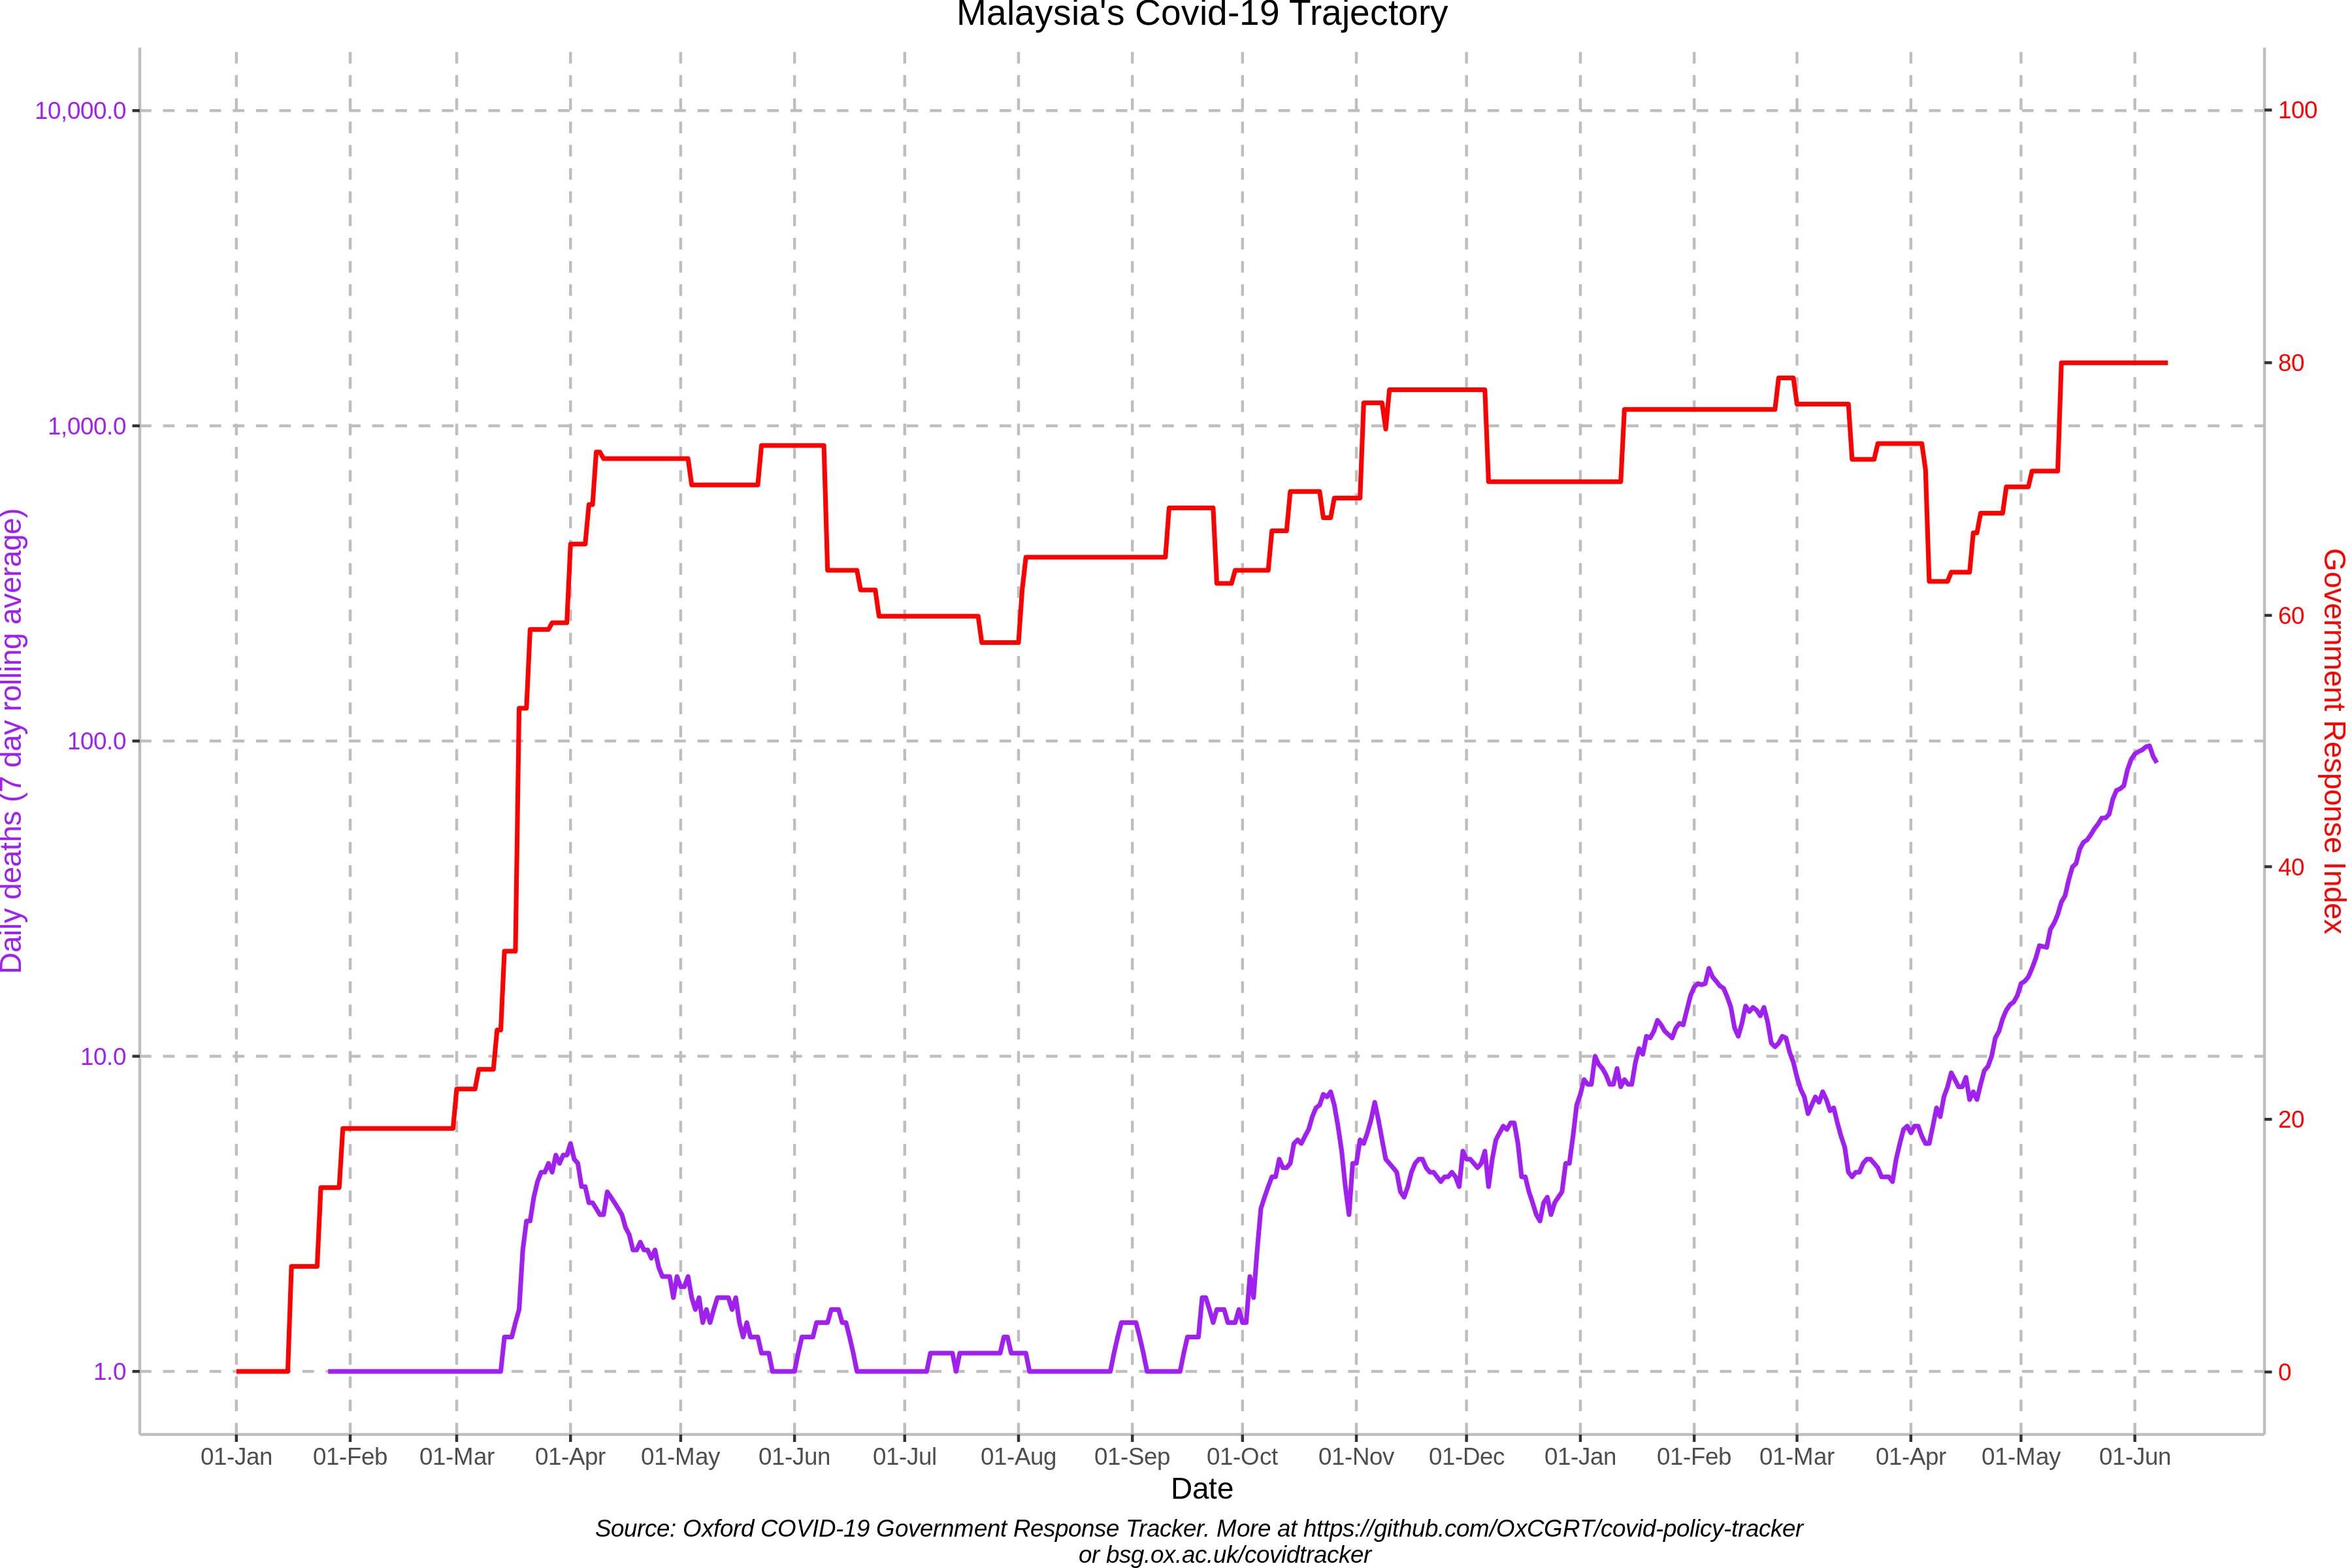 Malaysia's Covid-19 Trajectory
10,000.0
1,000.0
100.0
10.0
1.0
Daily deaths (7 day rolling average)
100
80
60
40
20
0
Government Response Index
01-Jan 01-Feb 01-Mar 01-Apr 01-May 01-Jun 01-Jul 01-Aug 01-Sep 01-Oct 01-Nov 01-Dec 01-Jan 01-Feb 01-Mar 01-Apr 01-May 01-Jun
Date
Source: Oxford COVID-19 Government Response Tracker. More at https://github.com/OxCGRT/covid-policy-tracker
or bsg.ox.ac.uk/covidtracker